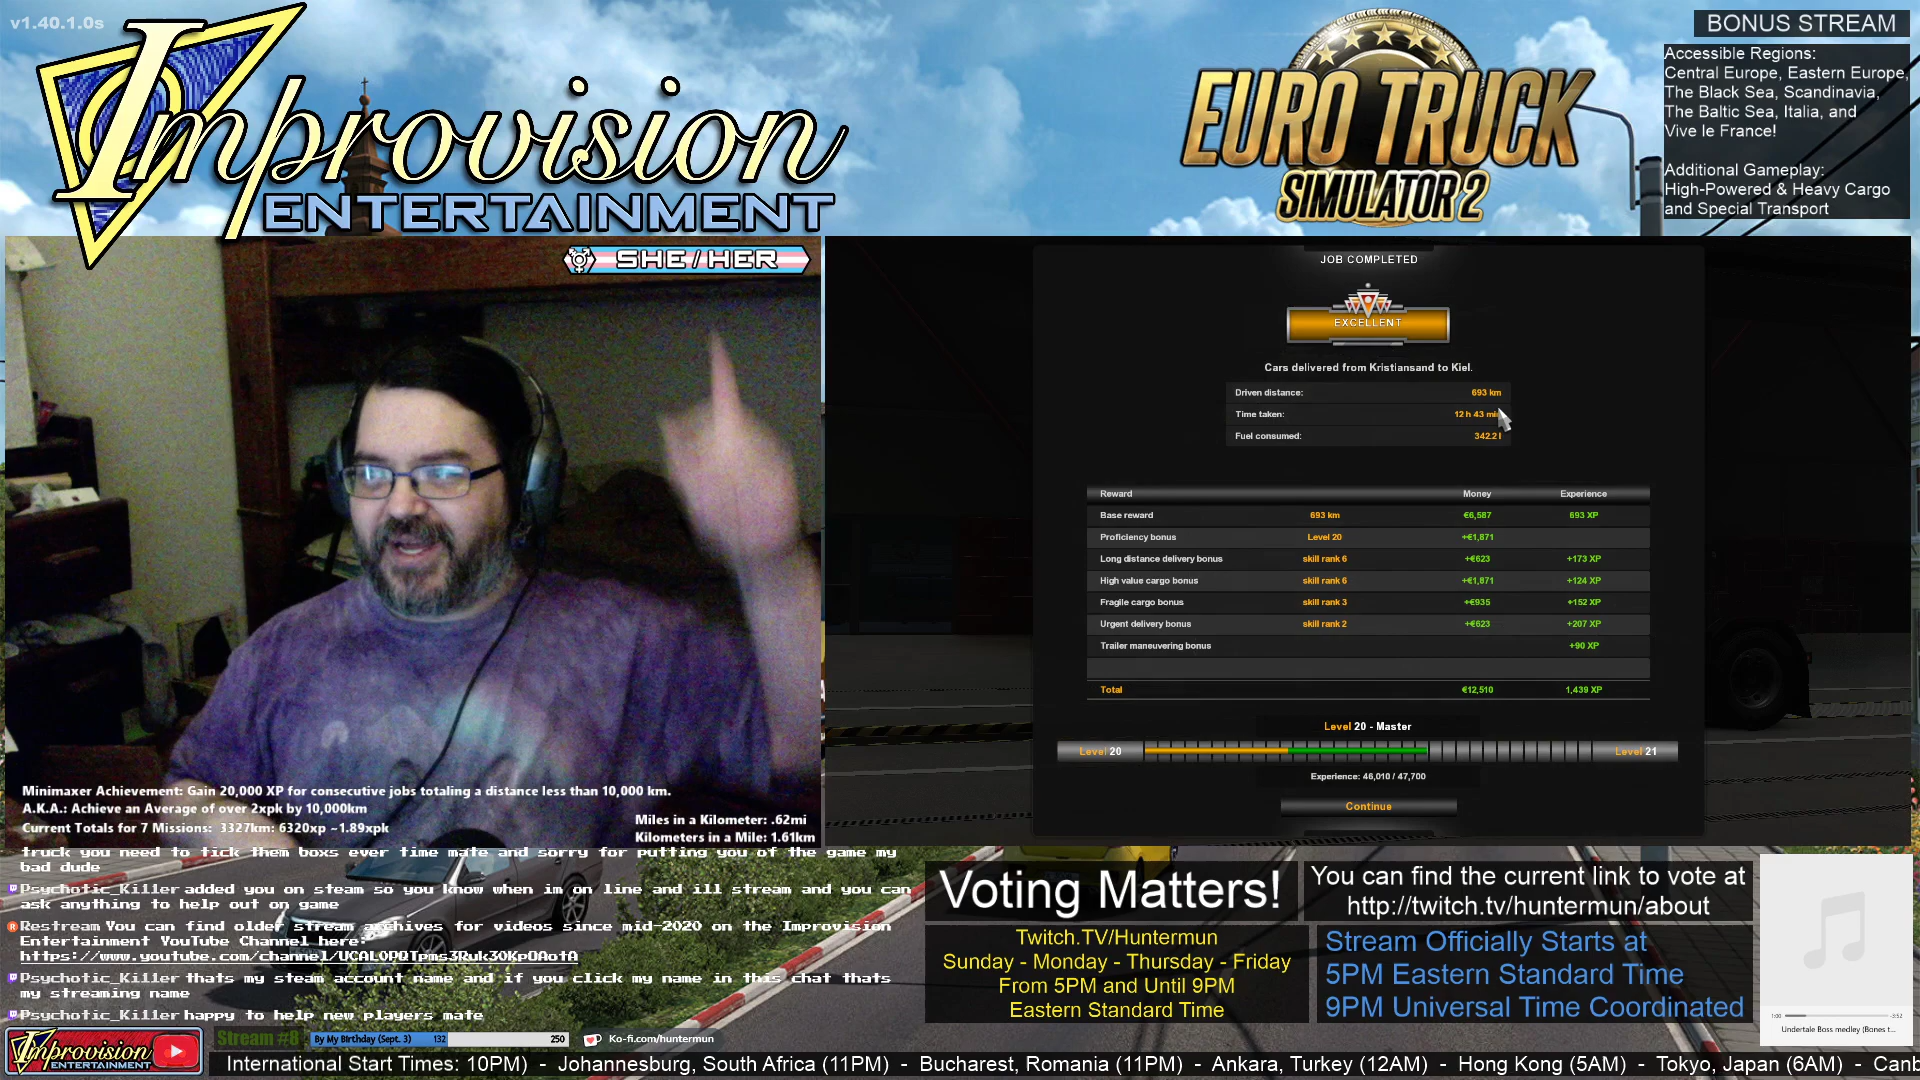 v1.40.1.0s
Improvision
ENTERTAINMENT
EURO TRUCK
SIMULATOR 2
BONUS STREAM
Accessible Regions:
Central Europe, Eastern Europe,
The Black Sea, Scandinavia,
The Baltic Sea, Italia, and
Vive le France!
Additional Gameplay:
High-Powered & Heavy Cargo
and Special Transport
SHE/HER
JOB COMPLETED
EXCELLENT
Cars delivered from Kristiansand to Kiel.
Driven distance: 693 km
Time taken: 12 h 43 min
Fuel consumed: 342.2 l
Reward Money Experience
Base reward 693 km €6,587 693 XP
Proficiency bonus Level 20 +€1,871
Long distance delivery bonus skill rank 6 +€623 +173 XP
High value cargo bonus skill rank 6 +€1,871 +124 XP
Fragile cargo bonus skill rank 3 +€935 +152 XP
Urgent delivery bonus skill rank 2 +€623 +207 XP
Trailer maneuvering bonus +90 XP
Total €12,510 1,439 XP
Level 20 - Master
Level 20 Level 21
Experience: 46,010 / 47,700
Continue
Minimaxer Achievement: Gain 20,000 XP for consecutive jobs totaling a distance less than 10,000 km.
A.K.A.: Achieve an Average of over 2xpk by 10,000km
Current Totals for 7 Missions: 3327km: 6320xp ~1.89xpk
Miles in a Kilometer: .62mi
Kilometers in a Mile: 1.61km
truck you need to tick them boxs ever time mate and sorry for putting you of the game my
bad dude
Psychotic_Killer added you on steam so you know when im on line and ill stream and you can
ask anything to help out on game
Restream You can find older stream archives for videos since mid-2020 on the Improvision
Entertainment YouTube Channel here:
Psychotic_Killer thats my steam account name and if you click my name in this chat thats
my streaming name
Psychotic_Killer happy to help new players mate
Voting Matters!
You can find the current link to vote at
http://twitch.tv/huntermun/about
Twitch.TV/Huntermun
Sunday - Monday - Thursday - Friday
From 5PM and Until 9PM
Eastern Standard Time
Stream Officially Starts at
5PM Eastern Standard Time
9PM Universal Time Coordinated
1:00 -3:52
Undertale Boss medley (Bones t...
Improvision
ENTERTAINMENT
Stream #8
By My Birthday (Sept. 3) 132 250
Ko-fi.com/huntermun
International Start Times: 10PM) - Johannesburg, South Africa (11PM) - Bucharest, Romania (11PM) - Ankara, Turkey (12AM) - Hong Kong (5AM) - Tokyo, Japan (6AM) - Canb